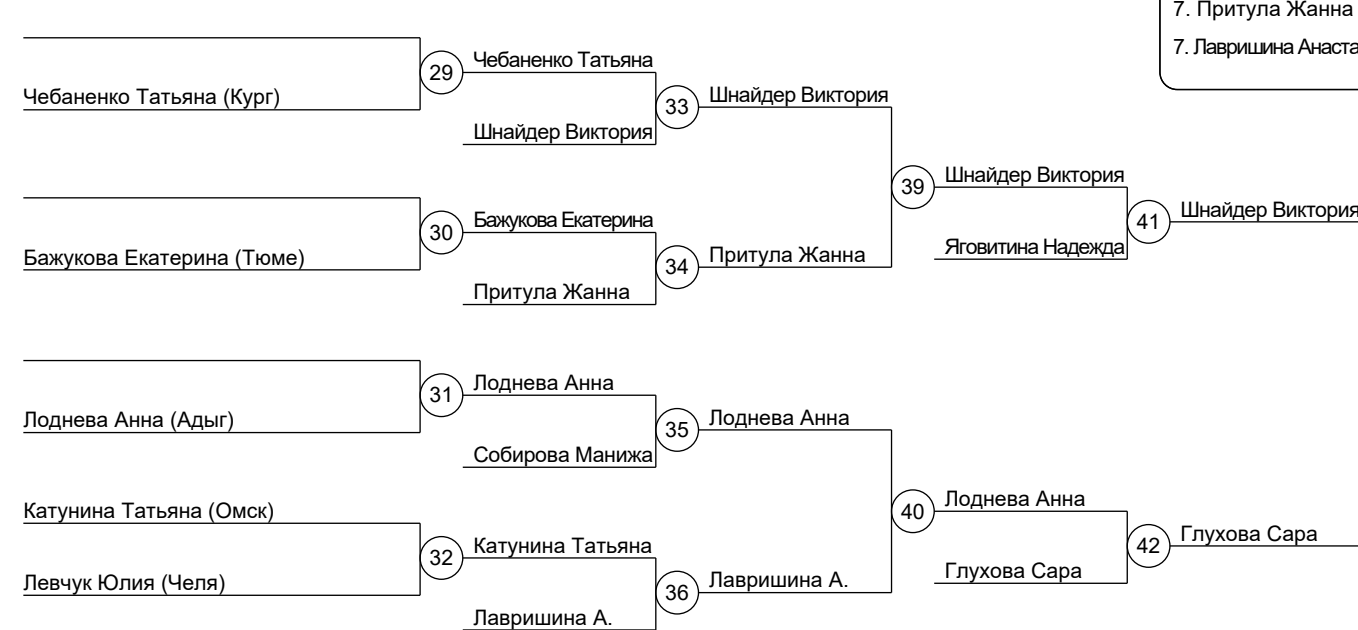 7. Притула Жанна
7. Лавришина Анаста
29
Чебаненко Татьяна
Чебаненко Татьяна (Кург)
33
Шнайдер Виктория
Шнайдер Виктория
39
Шнайдер Виктория
30
Бажукова Екатерина
41
Шнайдер Виктория
Бажукова Екатерина (Тюме)
34
Притула Жанна
Яговитина Надежда
Притула Жанна
31
Лоднева Анна
Лоднева Анна (Адыг)
35
Лоднева Анна
Собирова Манижа
Катунина Татьяна (Омск)
40
Лоднева Анна
32
Катунина Татьяна
42
Глухова Сара
Левчук Юлия (Челя)
36
Лавришина А.
Глухова Сара
Лавришина А.